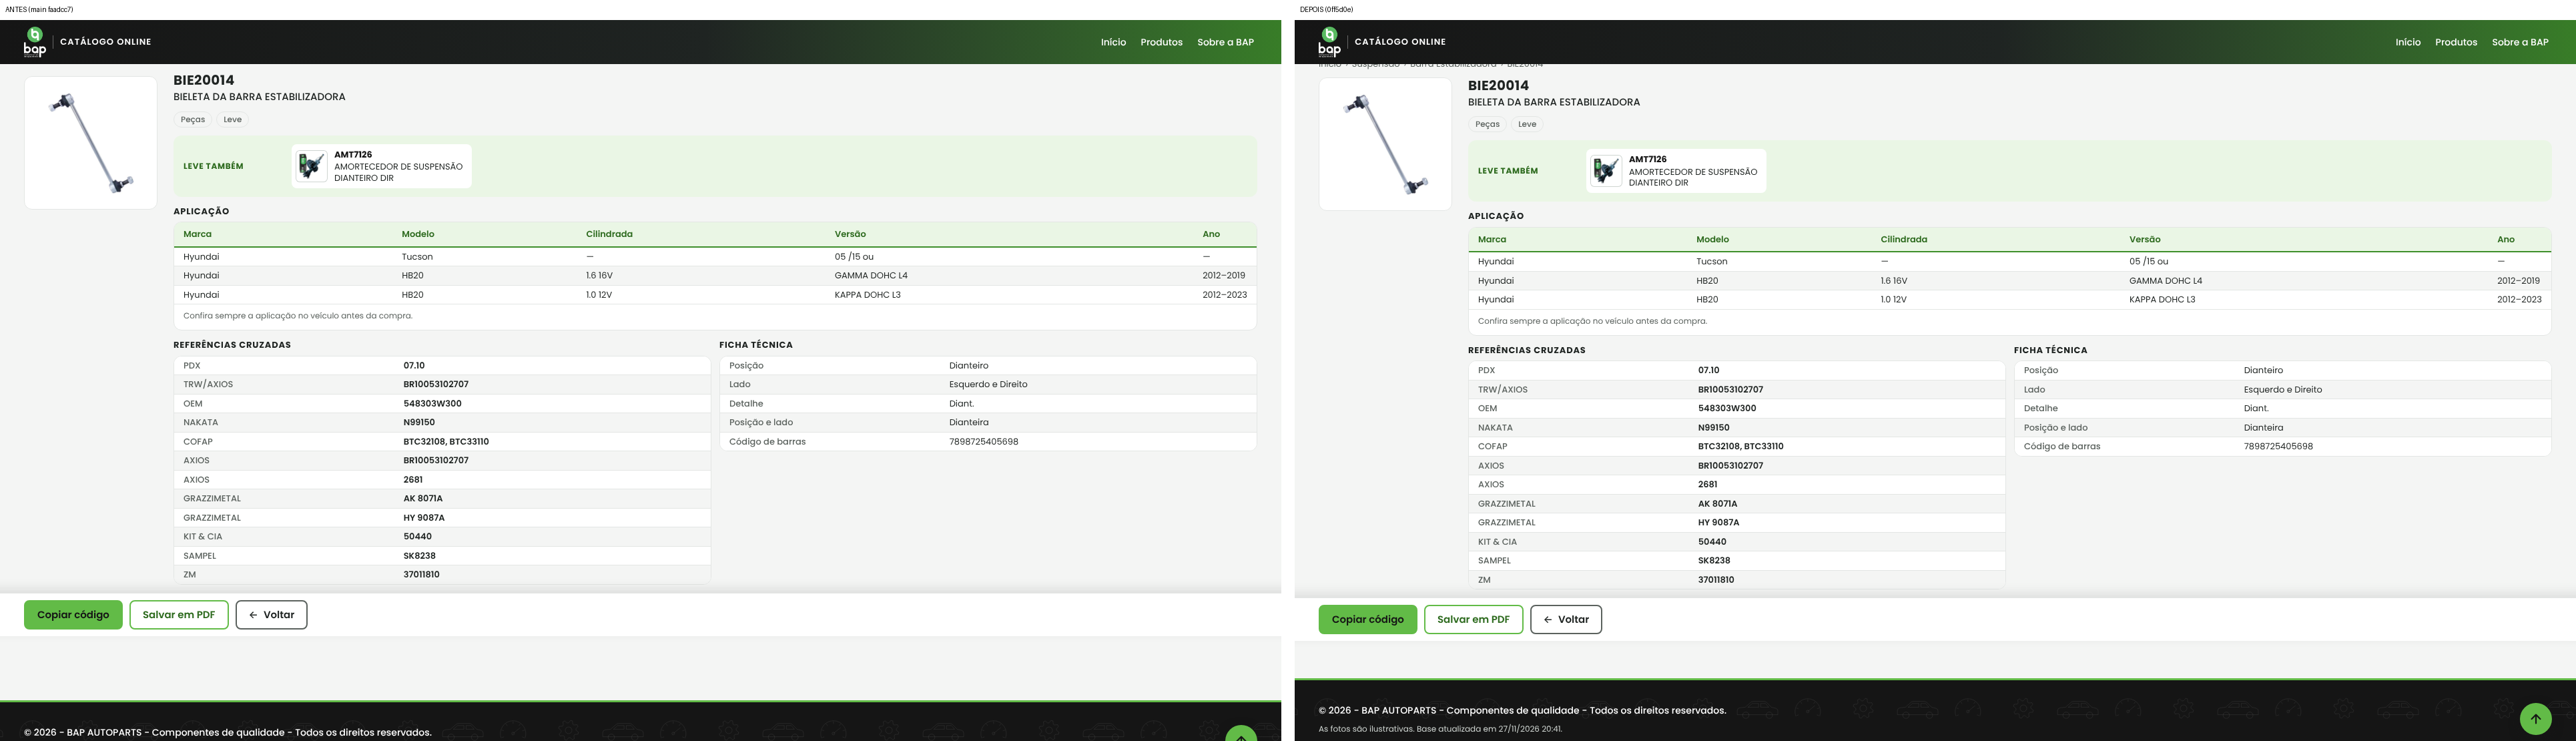 ANTES (main faadcc7)
bap
CATÁLOGO ONLINE
Início Produtos Sobre a BAP
BIE20014
BIELETA DA BARRA ESTABILIZADORA
Peças Leve
LEVE TAMBÉM
AMT7126
AMORTECEDOR DE SUSPENSÃO
DIANTEIRO DIR
APLICAÇÃO
Marca Modelo Cilindrada Versão Ano
Hyundai Tucson — 05 /15 ou —
Hyundai HB20 1.6 16V GAMMA DOHC L4 2012–2019
Hyundai HB20 1.0 12V KAPPA DOHC L3 2012–2023
Confira sempre a aplicação no veículo antes da compra.
REFERÊNCIAS CRUZADAS
PDX 07.10
TRW/AXIOS BR10053102707
OEM 548303W300
NAKATA N99150
COFAP BTC32108, BTC33110
AXIOS BR10053102707
AXIOS 2681
GRAZZIMETAL AK 8071A
GRAZZIMETAL HY 9087A
KIT & CIA 50440
SAMPEL SK8238
ZM 37011810
FICHA TÉCNICA
Posição Dianteiro
Lado Esquerdo e Direito
Detalhe Diant.
Posição e lado Dianteira
Código de barras 7898725405698
Copiar código Salvar em PDF ← Voltar
© 2026 - BAP AUTOPARTS - Componentes de qualidade - Todos os direitos reservados.
DEPOIS (0ff5d0e)
bap
CATÁLOGO ONLINE
Início Produtos Sobre a BAP
Início › Suspensão › Barra Estabilizadora › BIE20014
BIE20014
BIELETA DA BARRA ESTABILIZADORA
Peças Leve
LEVE TAMBÉM
AMT7126
AMORTECEDOR DE SUSPENSÃO
DIANTEIRO DIR
APLICAÇÃO
Marca Modelo Cilindrada Versão Ano
Hyundai Tucson — 05 /15 ou —
Hyundai HB20 1.6 16V GAMMA DOHC L4 2012–2019
Hyundai HB20 1.0 12V KAPPA DOHC L3 2012–2023
Confira sempre a aplicação no veículo antes da compra.
REFERÊNCIAS CRUZADAS
PDX 07.10
TRW/AXIOS BR10053102707
OEM 548303W300
NAKATA N99150
COFAP BTC32108, BTC33110
AXIOS BR10053102707
AXIOS 2681
GRAZZIMETAL AK 8071A
GRAZZIMETAL HY 9087A
KIT & CIA 50440
SAMPEL SK8238
ZM 37011810
FICHA TÉCNICA
Posição Dianteiro
Lado Esquerdo e Direito
Detalhe Diant.
Posição e lado Dianteira
Código de barras 7898725405698
Copiar código Salvar em PDF ← Voltar
© 2026 - BAP AUTOPARTS - Componentes de qualidade - Todos os direitos reservados.
As fotos são ilustrativas. Base atualizada em 27/11/2026 20:41.